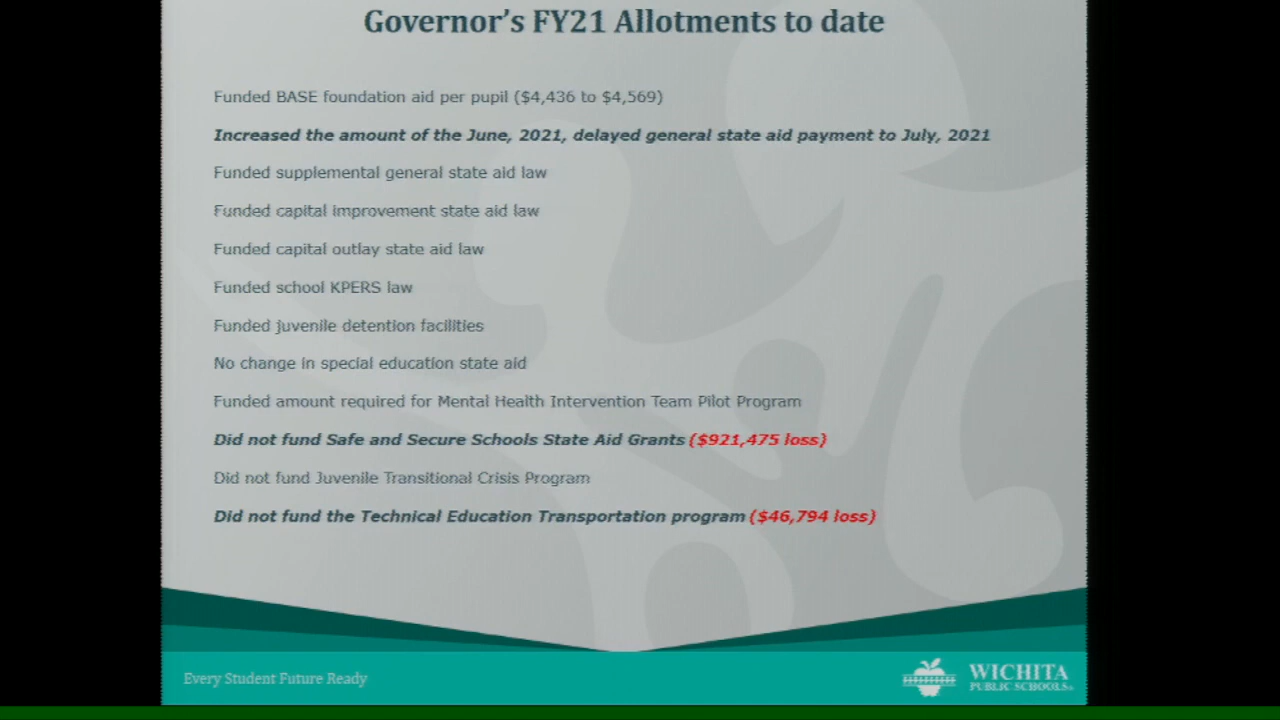 Governor's FY21 Allotments to date
Funded BASE foundation aid per pupil ($4,436 to $4,569)
Increased the amount of the June, 2021, delayed general state aid payment to July, 2021
Funded supplemental general state aid law
Funded capital improvement state aid law
Funded capital outlay state aid law
Funded school KPERS law
Funded juvenile detention facilities
No change in special education state aid
Funded amount required for Mental Health Intervention Team Pilot Program
Did not fund Safe and Secure Schools State Aid Grants ($921,475 loss)
Did not fund Juvenile Transitional Crisis Program
Did not fund the Technical Education Transportation program ($46,794 loss)
Every Student Future Ready
WICHITA
PUBLIC SCHOOLS